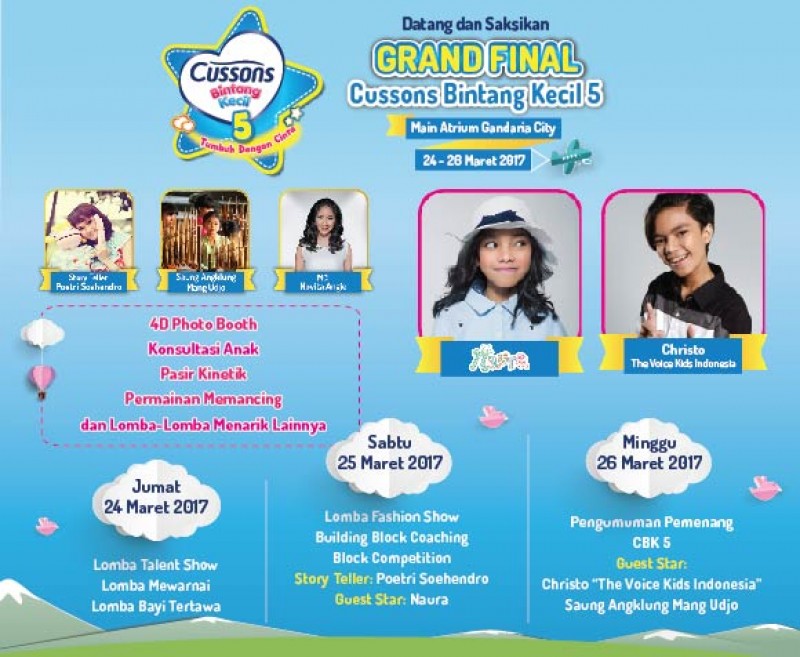 Cussons
Bintang
Kecil
5
Tumbuh Dengan Cinta
Datang dan Saksikan
GRAND FINAL
Cussons Bintang Kecil 5
Main Atrium Gandaria City
24 - 26 Maret 2017
Story Teller
Poetri Soehendro
Saung Angklung
Mang Udjo
MC
Novita Angie
Naura
Christo
The Voice Kids Indonesia
4D Photo Booth
Konsultasi Anak
Pasir Kinetik
Permainan Memancing
dan Lomba-Lomba Menarik Lainnya
Jumat
24 Maret 2017
Lomba Talent Show
Lomba Mewarnai
Lomba Bayi Tertawa
Sabtu
25 Maret 2017
Lomba Fashion Show
Building Block Coaching
Block Competition
Story Teller: Poetri Soehendro
Guest Star: Naura
Minggu
26 Maret 2017
Pengumuman Pemenang
CBK 5
Guest Star:
Christo "The Voice Kids Indonesia"
Saung Angklung Mang Udjo